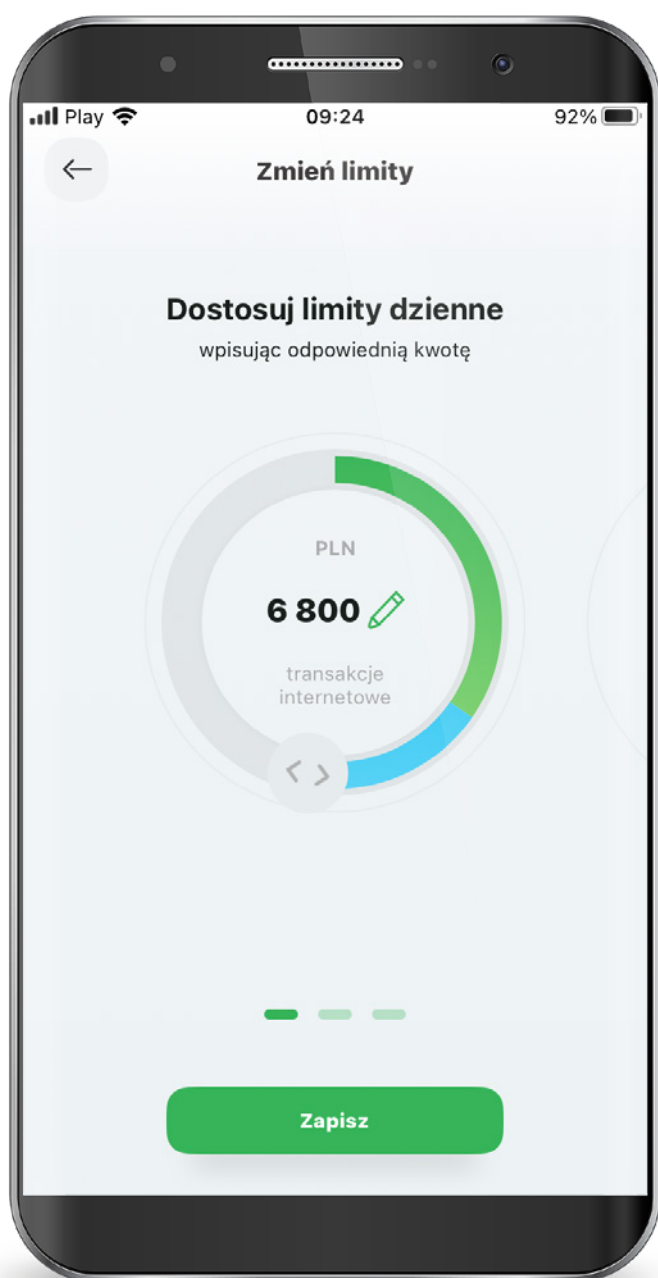 Play
09:24
92%
Zmień limity
Dostosuj limity dzienne
wpisując odpowiednią kwotę
PLN
6 800
transakcje
internetowe
Zapisz